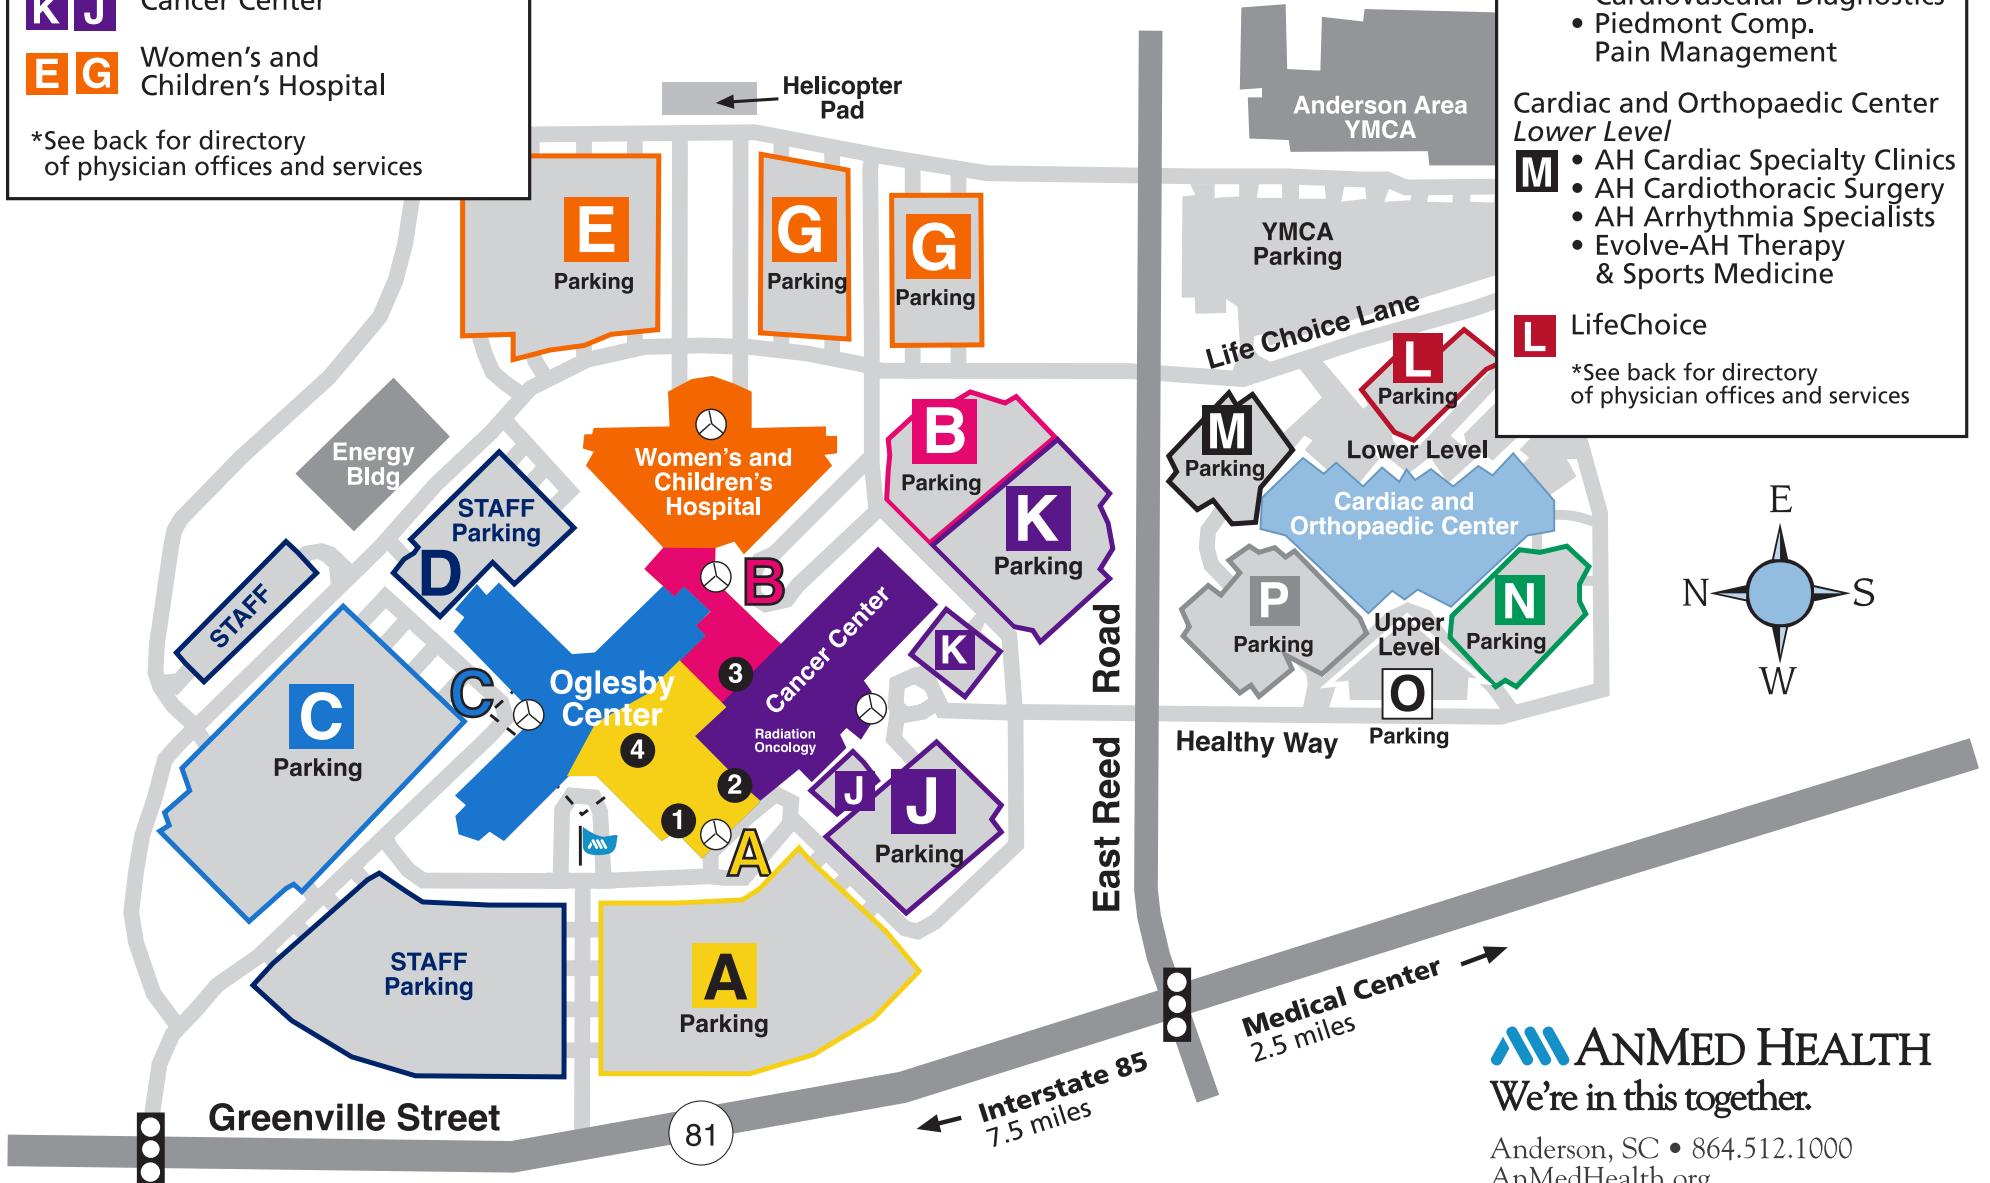 K J Cancer Center
E G Women's and
Children's Hospital
*See back for directory
of physician offices and services
Helicopter
Pad
Anderson Area
YMCA
Cardiovascular Diagnostics
• Piedmont Comp.
Pain Management
Cardiac and Orthopaedic Center
Lower Level
M • AH Cardiac Specialty Clinics
• AH Cardiothoracic Surgery
• AH Arrhythmia Specialists
• Evolve-AH Therapy
& Sports Medicine
L LifeChoice
*See back for directory
of physician offices and services
E
Parking
G
Parking
G
Parking
YMCA
Parking
Life Choice Lane
L
Parking
Lower Level
M
Parking
B
Parking
K
Parking
Energy
Bldg
STAFF
Parking
D
STAFF
Women's and
Children's
Hospital
B
Cardiac and
Orthopaedic Center
P
Parking
Upper
Level
N
Parking
O
Parking
Healthy Way
E
N
S
W
C
Parking
C
Oglesby
Center
3
4
2
1
A
Cancer Center
Radiation
Oncology
K
J
J
Parking
East Reed Road
STAFF
Parking
A
Parking
Greenville Street
81
Interstate 85
7.5 miles
Medical Center
2.5 miles
ANMED HEALTH
We're in this together.
Anderson, SC • 864.512.1000
AnMedHealth.org